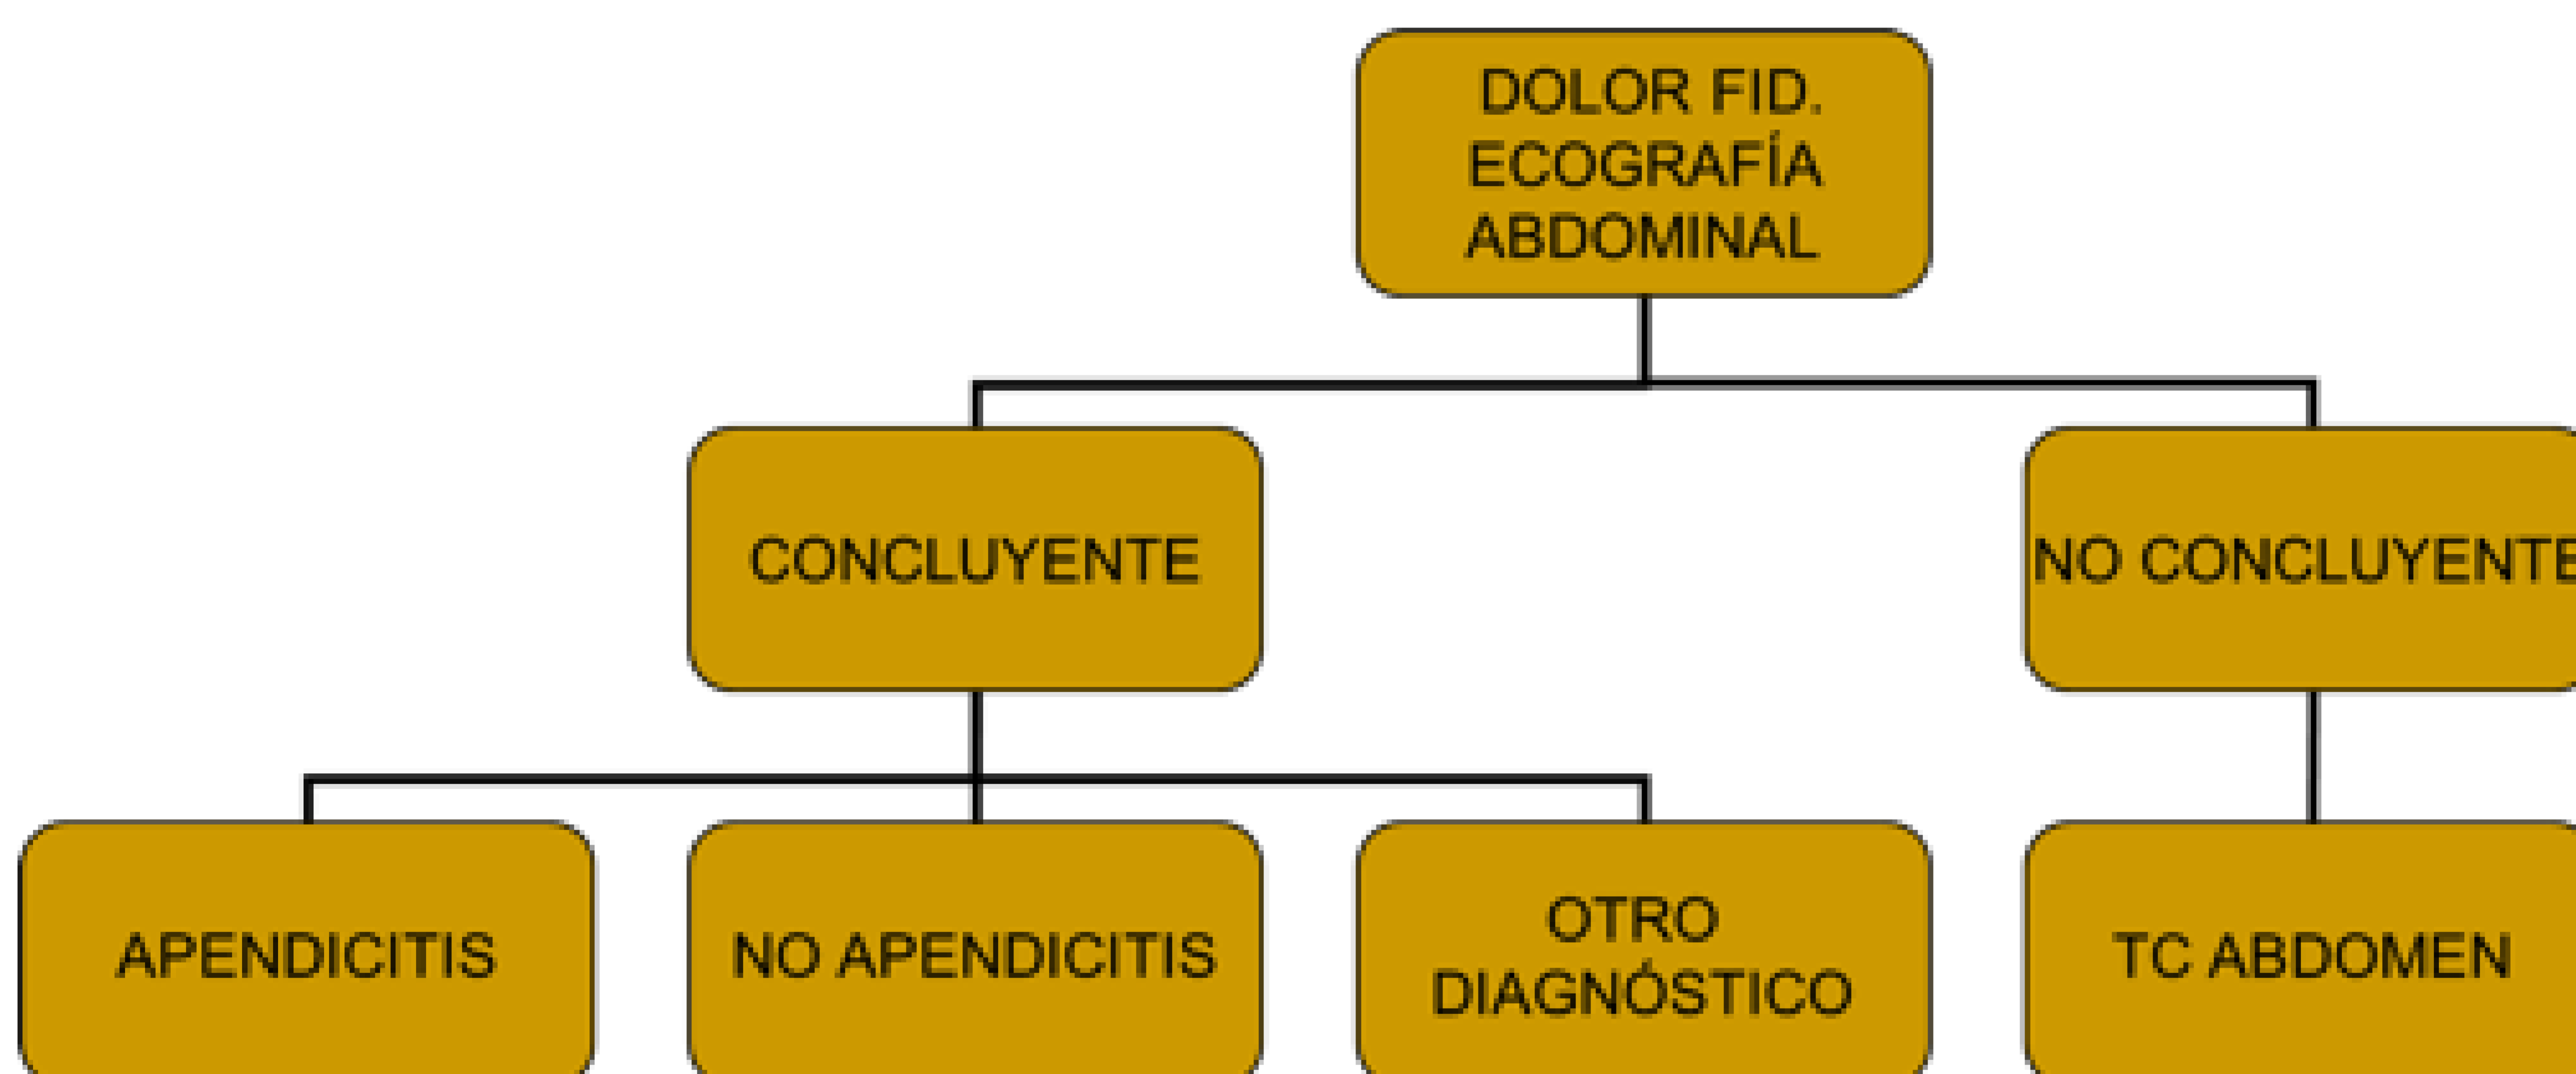 DOLOR FID.
ECOGRAFÍA
ABDOMINAL
CONCLUYENTE
NO CONCLUYENTE
APENDICITIS
NO APENDICITIS
OTRO
DIAGNÓSTICO
TC ABDOMEN